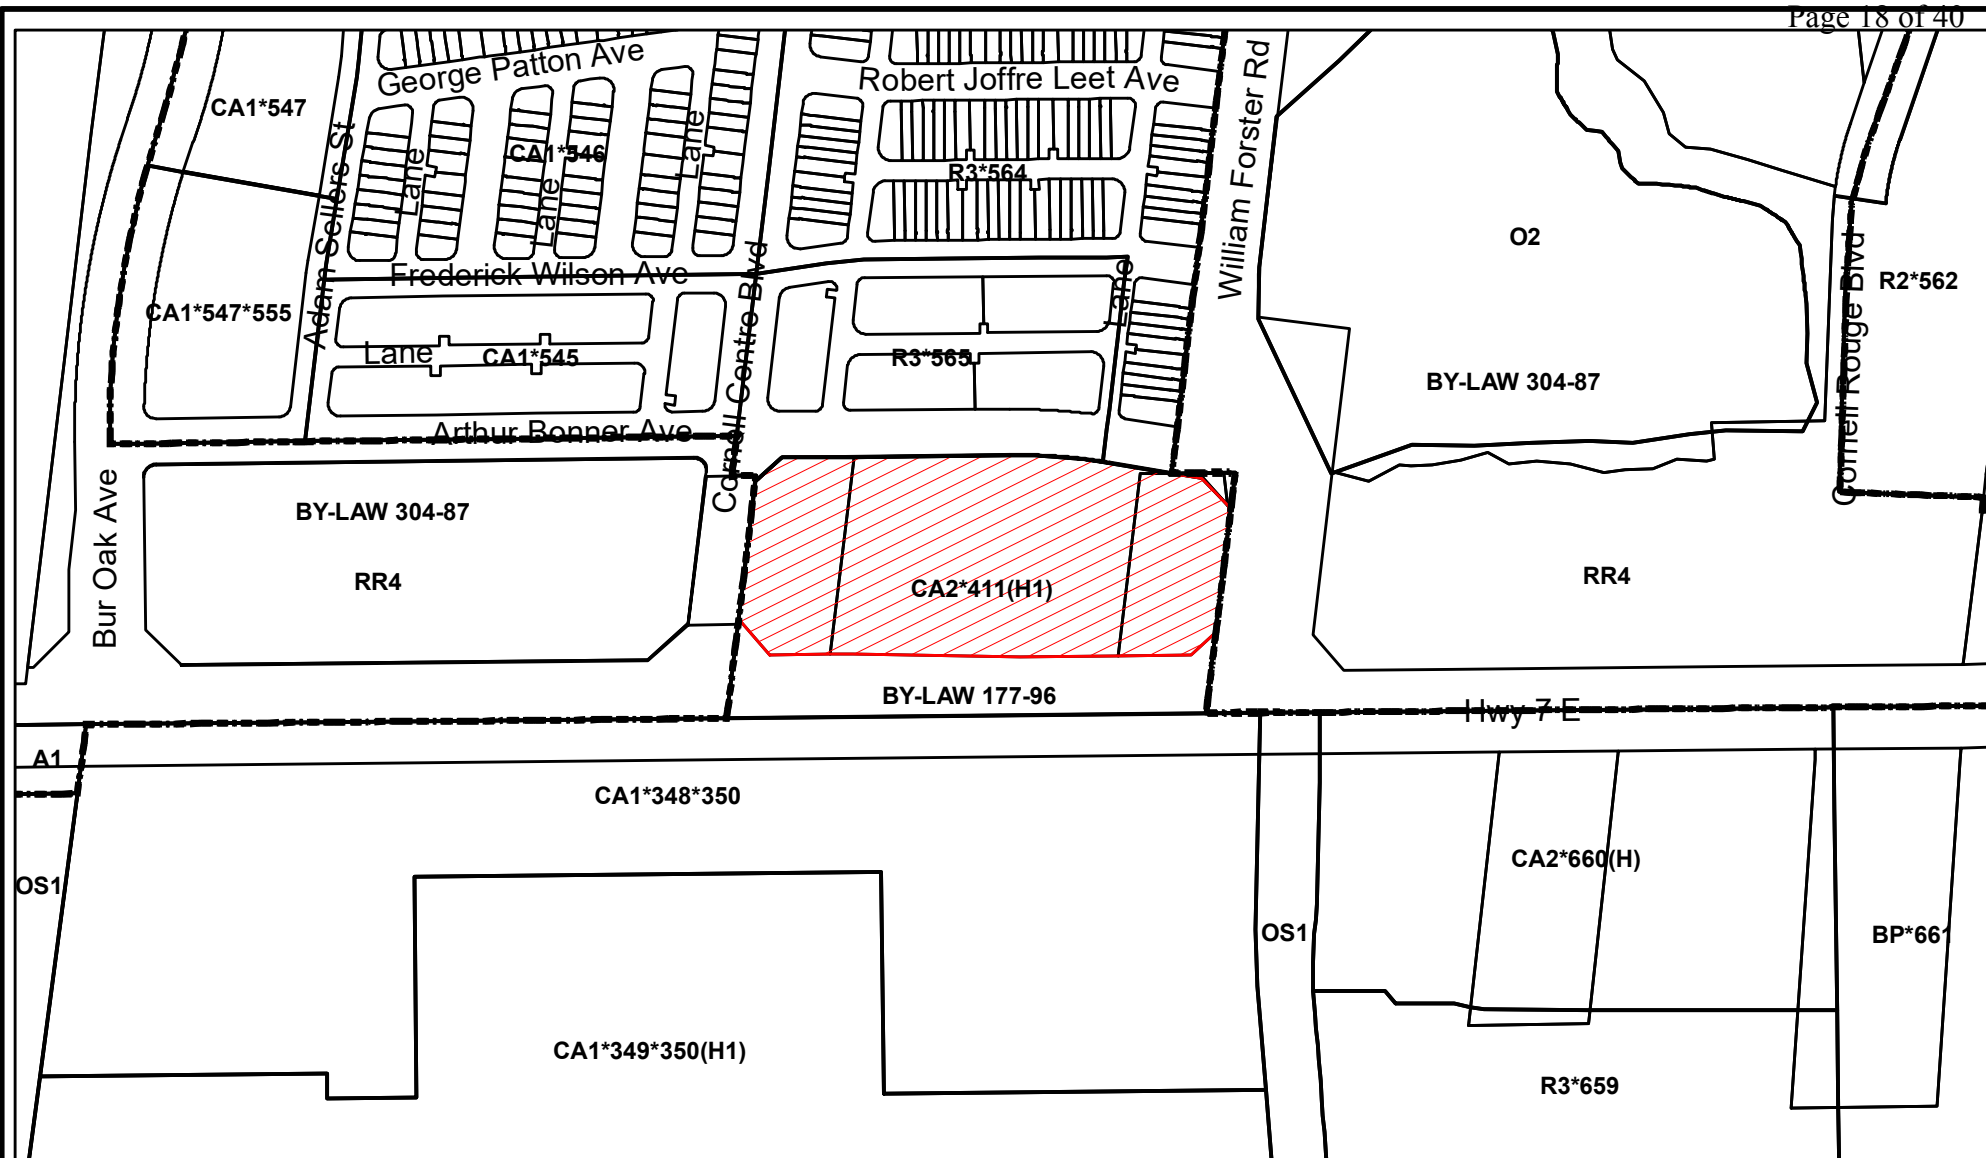 Page 18 of 40
George Patton Ave
Robert Joffre Leet Ave
William Forster Rd
CA1*547
Adam Sellers St
Lane
CA1*546
Lane
Lane
R3*564
O2
Cornell Rouge Blvd
R2*562
Frederick Wilson Ave
Cornell Centre Blvd
Lane
CA1*547*555
Lane
CA1*545
R3*565
BY-LAW 304-87
Arthur Bonner Ave
Bur Oak Ave
BY-LAW 304-87
RR4
CA2*411(H1)
RR4
BY-LAW 177-96
Hwy 7 E
A1
CA1*348*350
OS1
CA2*660(H)
OS1
BP*661
CA1*349*350(H1)
R3*659